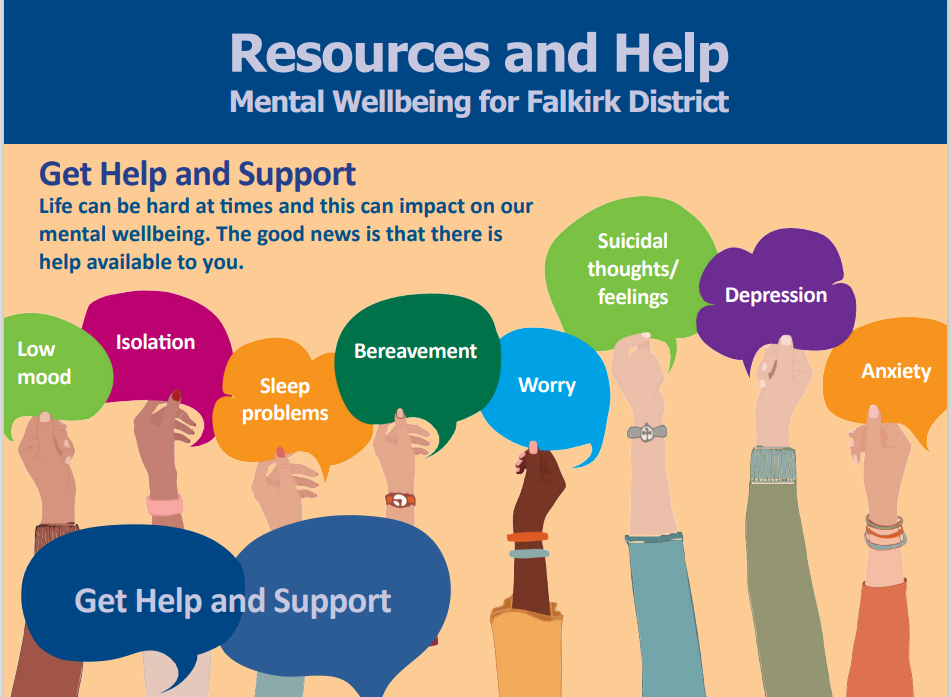 Resources and Help
Mental Wellbeing for Falkirk District
Get Help and Support
Life can be hard at times and this can impact on our
mental wellbeing. The good news is that there is
help available to you.
Low
mood
Isolation
Sleep
problems
Bereavement
Worry
Suicidal
thoughts/
feelings
Depression
Anxiety
Get Help and Support